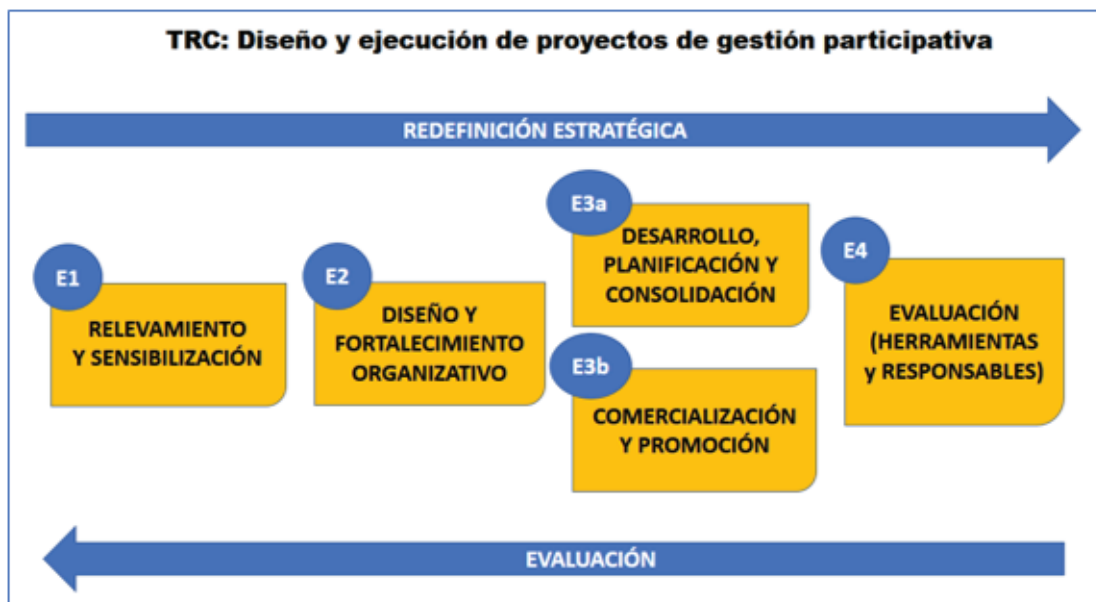 TRC: Diseño y ejecución de proyectos de gestión participativa
REDEFINICIÓN ESTRATÉGICA
E1
RELEVAMIENTO
Y SENSIBILIZACIÓN
E2
DISEÑO Y
FORTALECIMIENTO
ORGANIZATIVO
E3a
DESARROLLO,
PLANIFICACIÓN Y
CONSOLIDACIÓN
E3b
COMERCIALIZACIÓN
Y PROMOCIÓN
E4
EVALUACIÓN
(HERRAMIENTAS
y RESPONSABLES)
EVALUACIÓN